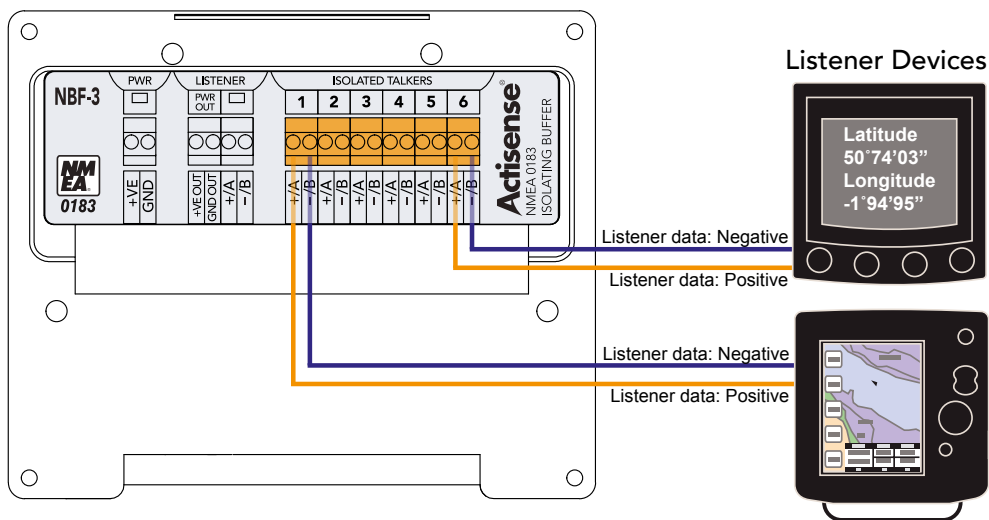 Listener Devices
NBF-3
PWR
LISTENER
PWR
OUT
ISOLATED TALKERS
1 2 3 4 5 6
NMEA
0183
+VE
GND
+VE OUT
GND OUT
+/A
-/B
+/A
-/B
+/A
-/B
+/A
-/B
+/A
-/B
+/A
-/B
+/A
-/B
Actisense®
NMEA 0183
ISOLATING BUFFER
Latitude
50°74'03”
Longitude
-1°94'95”
Listener data: Negative
Listener data: Positive
Listener data: Negative
Listener data: Positive